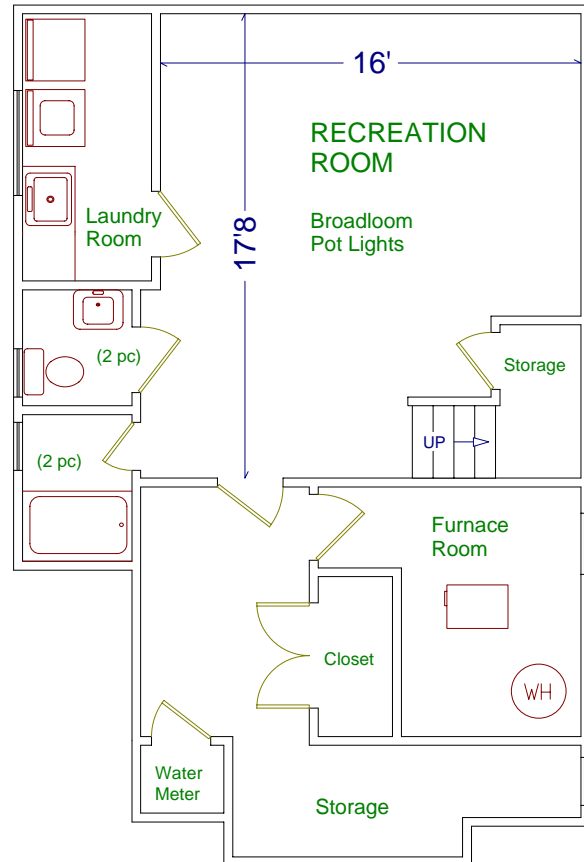 16'
RECREATION
ROOM
Laundry
Room
17'8
Broadloom
Pot Lights
(2 pc)
Storage
UP
(2 pc)
Furnace
Room
Closet
WH
Water
Meter
Storage